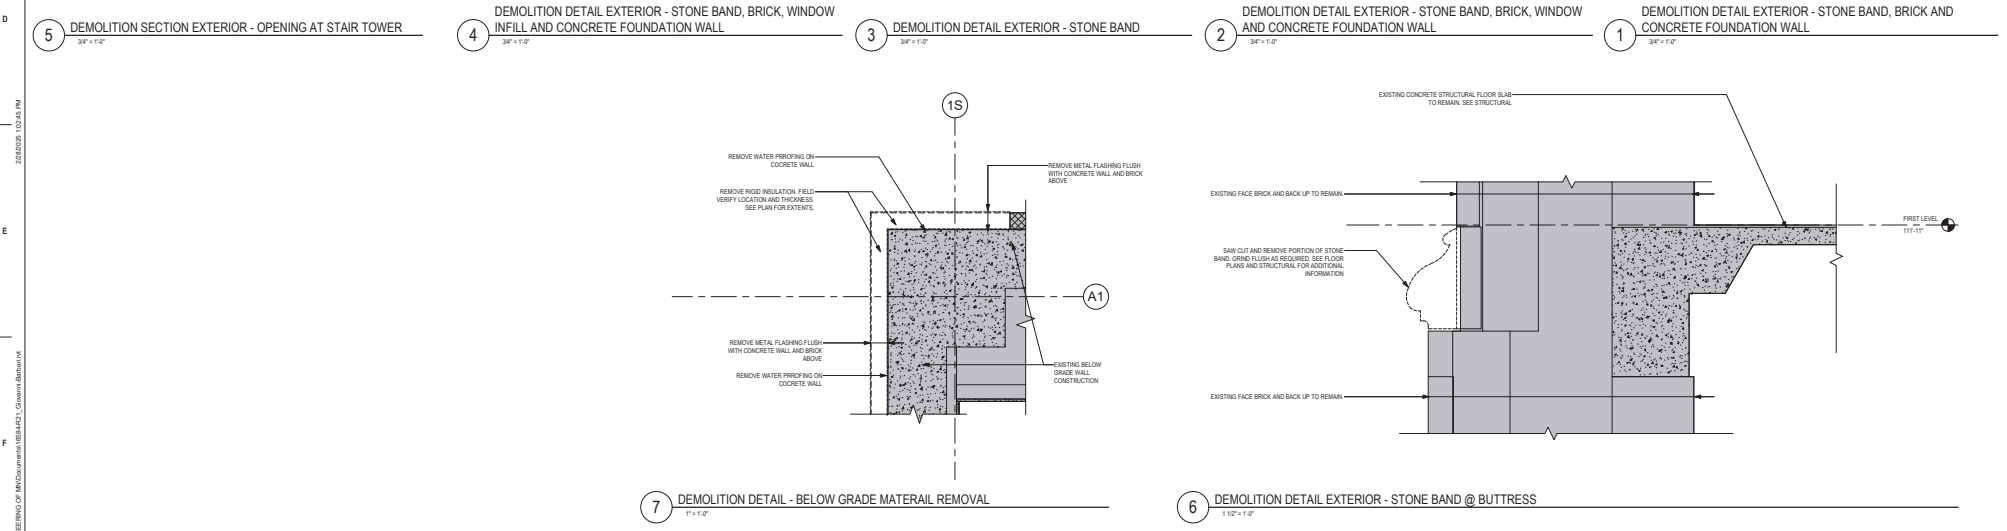 D
5
DEMOLITION SECTION EXTERIOR - OPENING AT STAIR TOWER
3/4" = 1'-0"
4
DEMOLITION DETAIL EXTERIOR - STONE BAND, BRICK, WINDOW
INFILL AND CONCRETE FOUNDATION WALL
3/4" = 1'-0"
3
DEMOLITION DETAIL EXTERIOR - STONE BAND
3/4" = 1'-0"
2
DEMOLITION DETAIL EXTERIOR - STONE BAND, BRICK, WINDOW
AND CONCRETE FOUNDATION WALL
3/4" = 1'-0"
1
DEMOLITION DETAIL EXTERIOR - STONE BAND, BRICK AND
CONCRETE FOUNDATION WALL
3/4" = 1'-0"
2/28/2025 1:02:45 PM
E
F
1S
REMOVE WATER PRROFING ON
COCRETE WALL
REMOVE RIGID INSULATION. FIELD
VERIFY LOCATION AND THICKNESS.
SEE PLAN FOR EXTENTS.
REMOVE METAL FLASHING FLUSH
WITH CONCRETE WALL AND BRICK
ABOVE
A1
REMOVE METAL FLASHING FLUSH
WITH CONCRETE WALL AND BRICK
ABOVE
REMOVE WATER PRROFING ON
COCRETE WALL
EXISTING BELOW
GRADE WALL
CONSTRUCTION
7
DEMOLITION DETAIL - BELOW GRADE MATERAIL REMOVAL
1" = 1'-0"
EXISTING CONCRETE STRUCTURAL FLOOR SLAB
TO REMAIN. SEE STRUCTURAL
EXISTING FACE BRICK AND BACK UP TO REMAIN.
FIRST LEVEL
111'-11"
SAW CUT AND REMOVE PORTION OF STONE
BAND. GRIND FLUSH AS REQUIRED. SEE FLOOR
PLANS AND STRUCTURAL FOR ADDITIONAL
INFORMATION
EXISTING FACE BRICK AND BACK UP TO REMAIN.
6
DEMOLITION DETAIL EXTERIOR - STONE BAND @ BUTTRESS
1 1/2" = 1'-0"